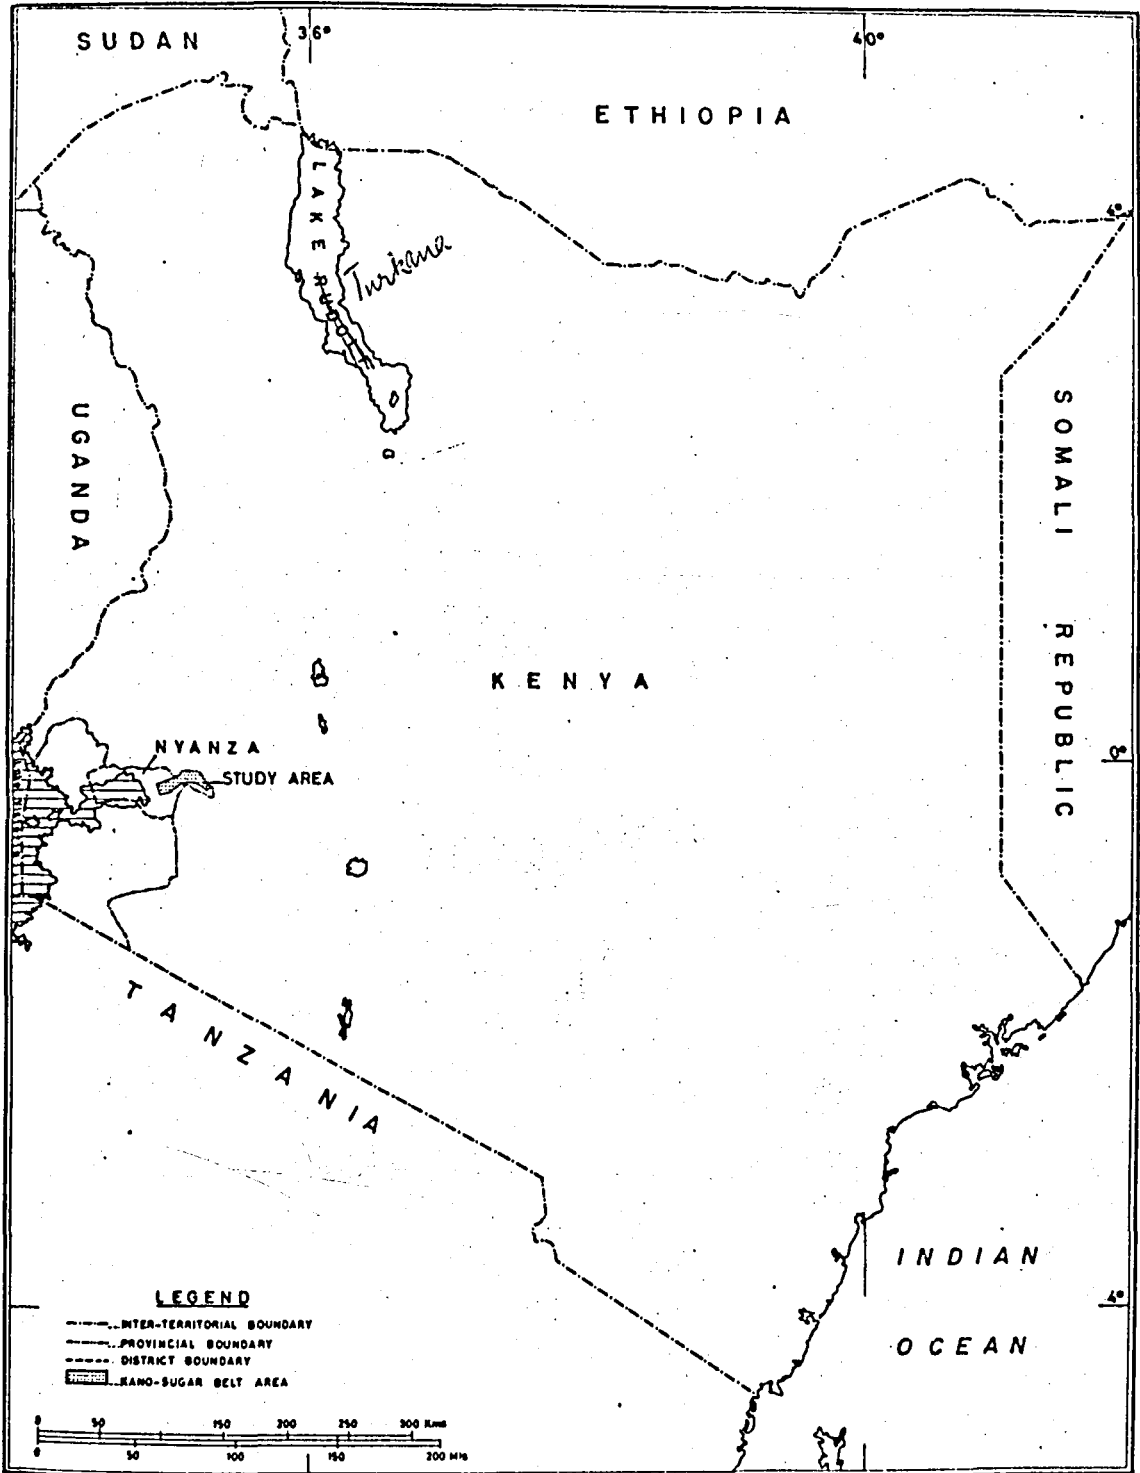 SUDAN
36°
40°
ETHIOPIA
4°
LAKE RUDOLF
Turkana
UGANDA
SOMALI REPUBLIC
KENYA
NYANZA
STUDY AREA
0°
TANZANIA
INDIAN
OCEAN
4°
LEGEND
INTER-TERRITORIAL BOUNDARY
PROVINCIAL BOUNDARY
DISTRICT BOUNDARY
KANO-SUGAR BELT AREA
0 50 150 200 250 300 Kms
0 50 100 150 200 Mls